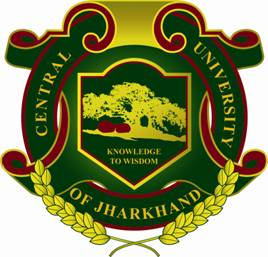 CENTRAL UNIVERSITY
OF JHARKHAND
KNOWLEDGE
TO WISDOM